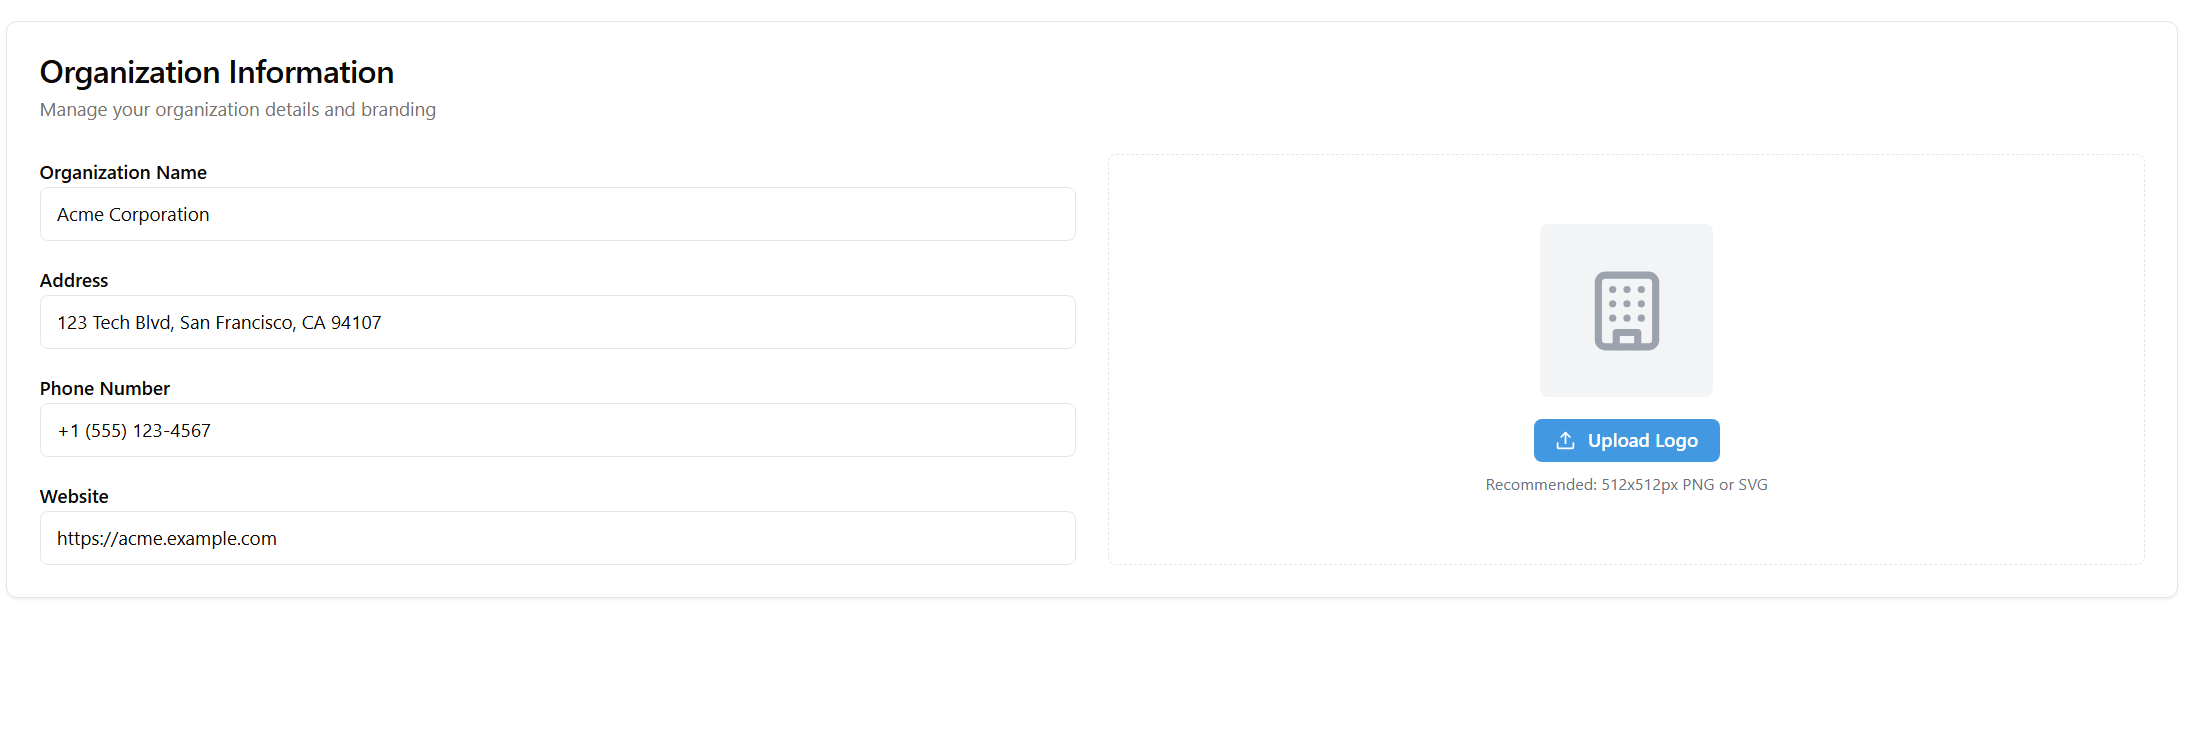 Organization Information
Manage your organization details and branding
Organization Name
Acme Corporation
Address
123 Tech Blvd, San Francisco, CA 94107
Phone Number
+1 (555) 123-4567
Website
https://acme.example.com
Upload Logo
Recommended: 512x512px PNG or SVG